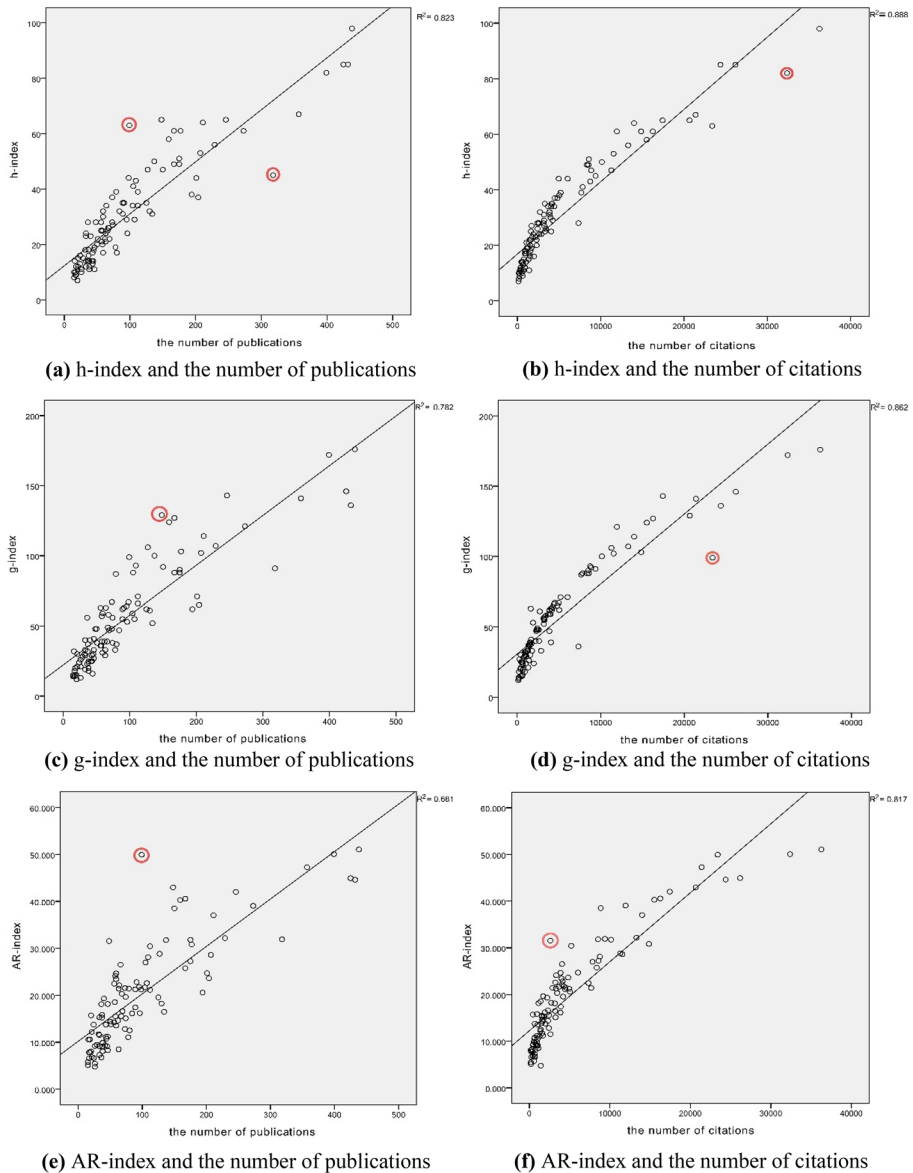 R² = 0.823
100
80
60
40
20
0
h-index
0 100 200 300 400 500
the number of publications
(a) h-index and the number of publications
R² = 0.888
100
80
60
40
20
0
h-index
0 10000 20000 30000 40000
the number of citations
(b) h-index and the number of citations
R² = 0.782
200
150
100
50
0
g-index
0 100 200 300 400 500
the number of publications
(c) g-index and the number of publications
R² = 0.862
200
150
100
50
0
g-index
0 10000 20000 30000 40000
the number of citations
(d) g-index and the number of citations
R² = 0.681
60.000
50.000
40.000
30.000
20.000
10.000
0.000
AR-index
0 100 200 300 400 500
the number of publications
(e) AR-index and the number of publications
R² = 0.817
60.000
50.000
40.000
30.000
20.000
10.000
0.000
AR-index
0 10000 20000 30000 40000
the number of citations
(f) AR-index and the number of citations